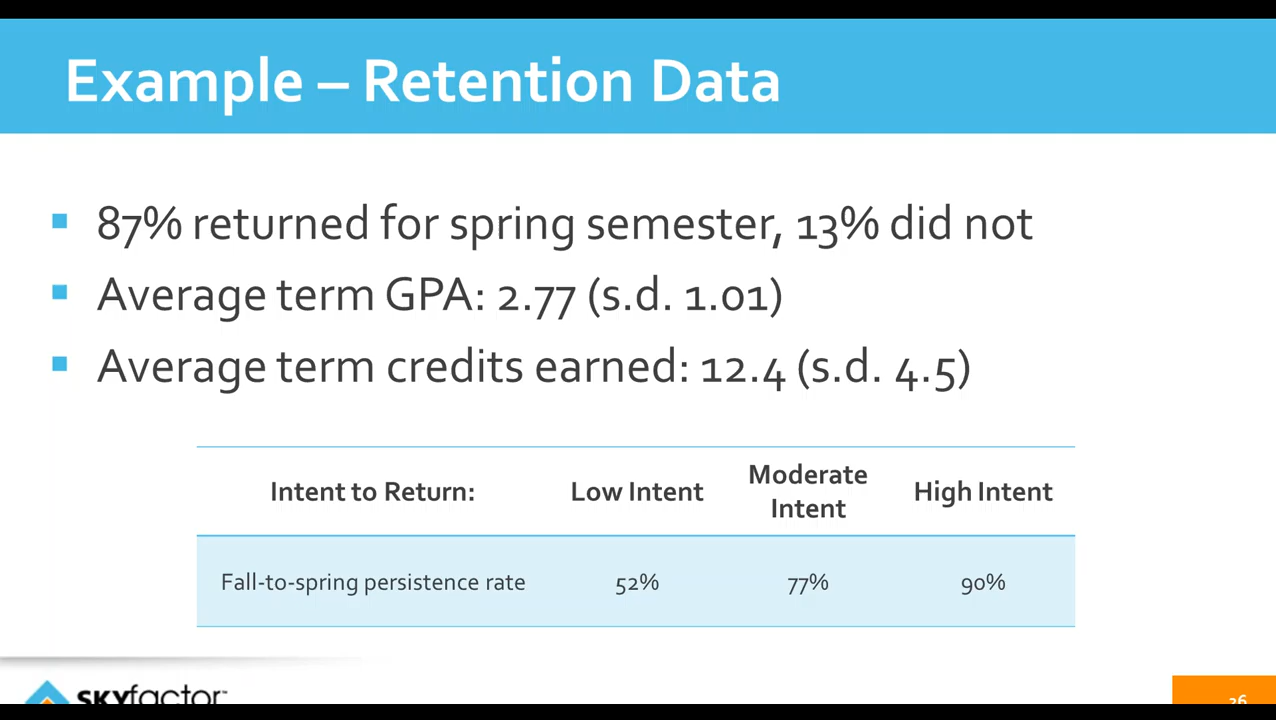 Example – Retention Data
87% returned for spring semester, 13% did not
Average term GPA: 2.77 (s.d. 1.01)
Average term credits earned: 12.4 (s.d. 4.5)
Intent to Return: Low Intent Moderate Intent High Intent
Fall-to-spring persistence rate 52% 77% 90%
SKYfactor™
26